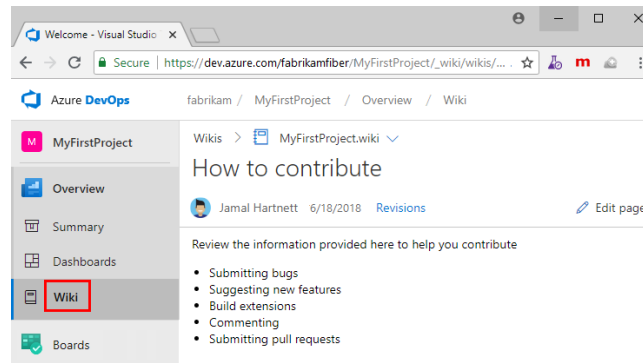 Welcome - Visual Studio
Secure | https://dev.azure.com/fabrikamfiber/MyFirstProject/_wiki/wikis/...
m
Azure DevOps
fabrikam / MyFirstProject / Overview / Wiki
M MyFirstProject
Wikis > MyFirstProject.wiki
How to contribute
Overview
Jamal Hartnett 6/18/2018 Revisions Edit page
Summary
Review the information provided here to help you contribute
Dashboards
• Submitting bugs
• Suggesting new features
Wiki
• Build extensions
• Commenting
• Submitting pull requests
Boards